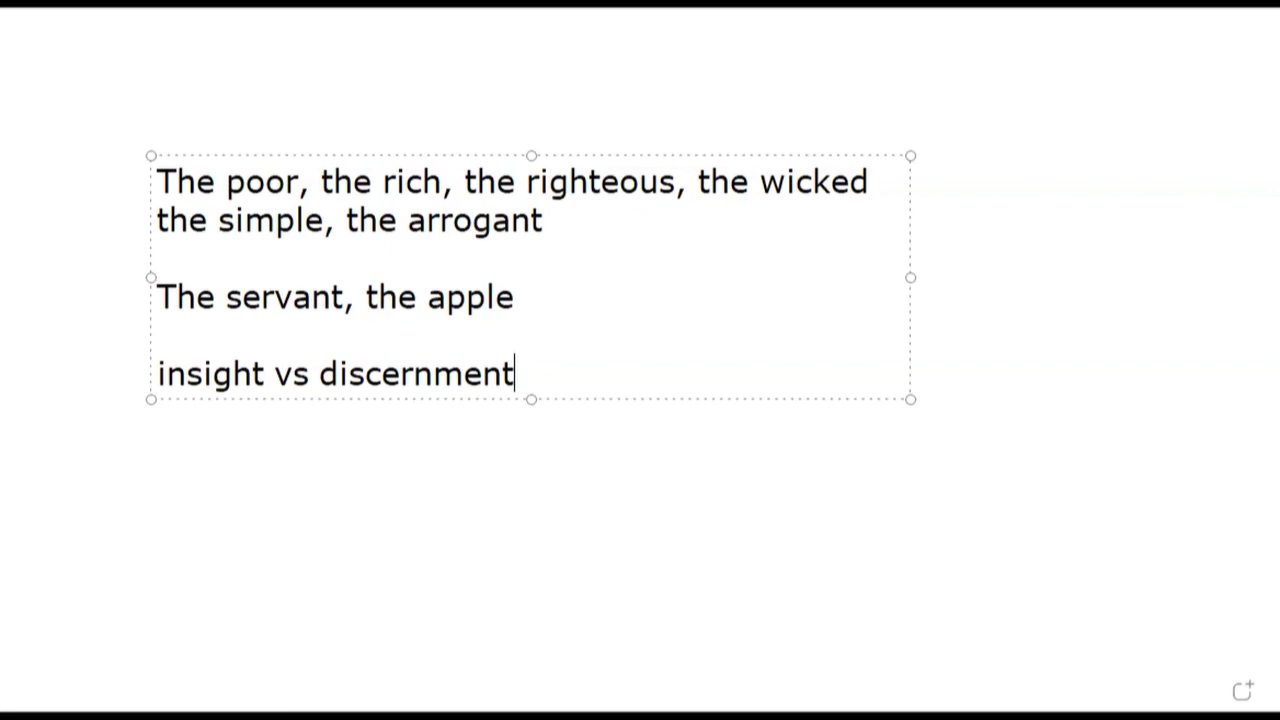 The poor, the rich, the righteous, the wicked
the simple, the arrogant
The servant, the apple
insight vs discernment